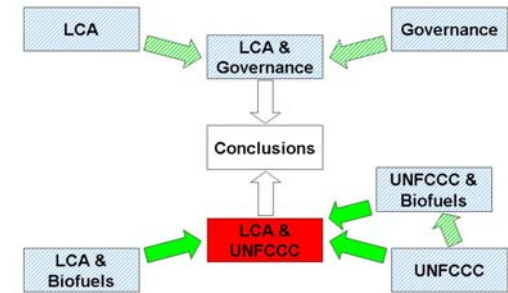 LCA
Governance
LCA &
Governance
Conclusions
UNFCCC &
Biofuels
LCA &
UNFCCC
LCA &
Biofuels
UNFCCC